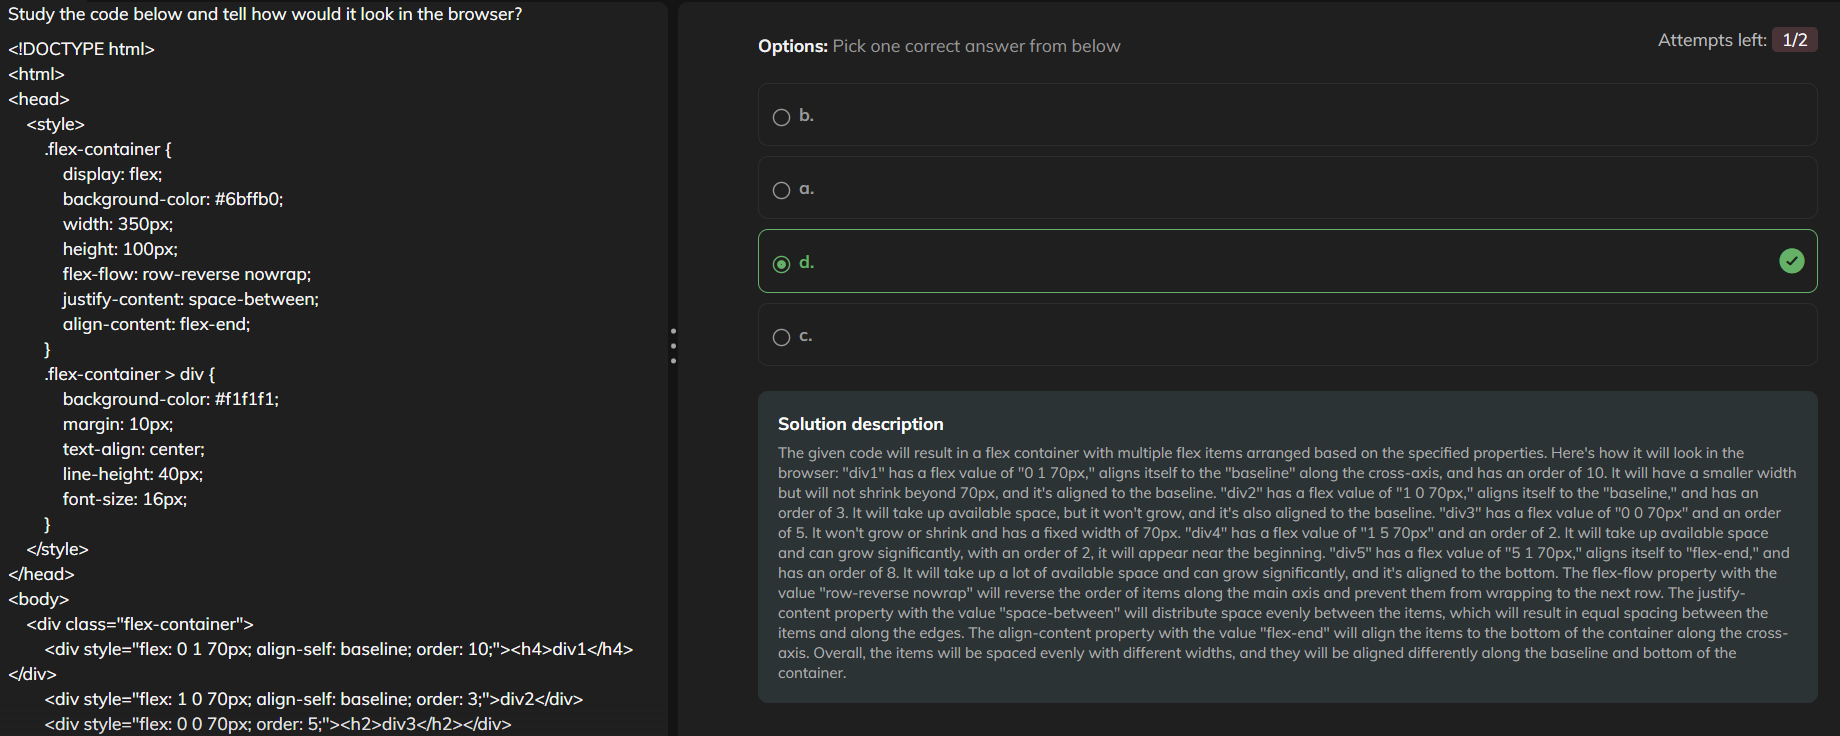 Study the code below and tell how would it look in the browser?
<!DOCTYPE html>
<html>
<head>
<style>
.flex-container {
display: flex;
background-color: #6bffb0;
width: 350px;
height: 100px;
flex-flow: row-reverse nowrap;
justify-content: space-between;
align-content: flex-end;
}
.flex-container > div {
background-color: #f1f1f1;
margin: 10px;
text-align: center;
line-height: 40px;
font-size: 16px;
}
</style>
</head>
<body>
<div class="flex-container">
<div style="flex: 0 1 70px; align-self: baseline; order: 10;"><h4>div1</h4>
</div>
<div style="flex: 1 0 70px; align-self: baseline; order: 3;">div2</div>
<div style="flex: 0 0 70px; order: 5;"><h2>div3</h2></div>
Options: Pick one correct answer from below
Attempts left: 1/2
b.
a.
d.
c.
Solution description
The given code will result in a flex container with multiple flex items arranged based on the specified properties. Here's how it will look in the
browser: "div1" has a flex value of "0 1 70px," aligns itself to the "baseline" along the cross-axis, and has an order of 10. It will have a smaller width
but will not shrink beyond 70px, and it's aligned to the baseline. "div2" has a flex value of "1 0 70px," aligns itself to the "baseline," and has an
order of 3. It will take up available space, but it won't grow, and it's also aligned to the baseline. "div3" has a flex value of "0 0 70px" and an order
of 5. It won't grow or shrink and has a fixed width of 70px. "div4" has a flex value of "1 5 70px" and an order of 2. It will take up available space
and can grow significantly, with an order of 2, it will appear near the beginning. "div5" has a flex value of "5 1 70px," aligns itself to "flex-end," and
has an order of 8. It will take up a lot of available space and can grow significantly, and it's aligned to the bottom. The flex-flow property with the
value "row-reverse nowrap" will reverse the order of items along the main axis and prevent them from wrapping to the next row. The justify-
content property with the value "space-between" will distribute space evenly between the items, which will result in equal spacing between the
items and along the edges. The align-content property with the value "flex-end" will align the items to the bottom of the container along the cross-
axis. Overall, the items will be spaced evenly with different widths, and they will be aligned differently along the baseline and bottom of the
container.